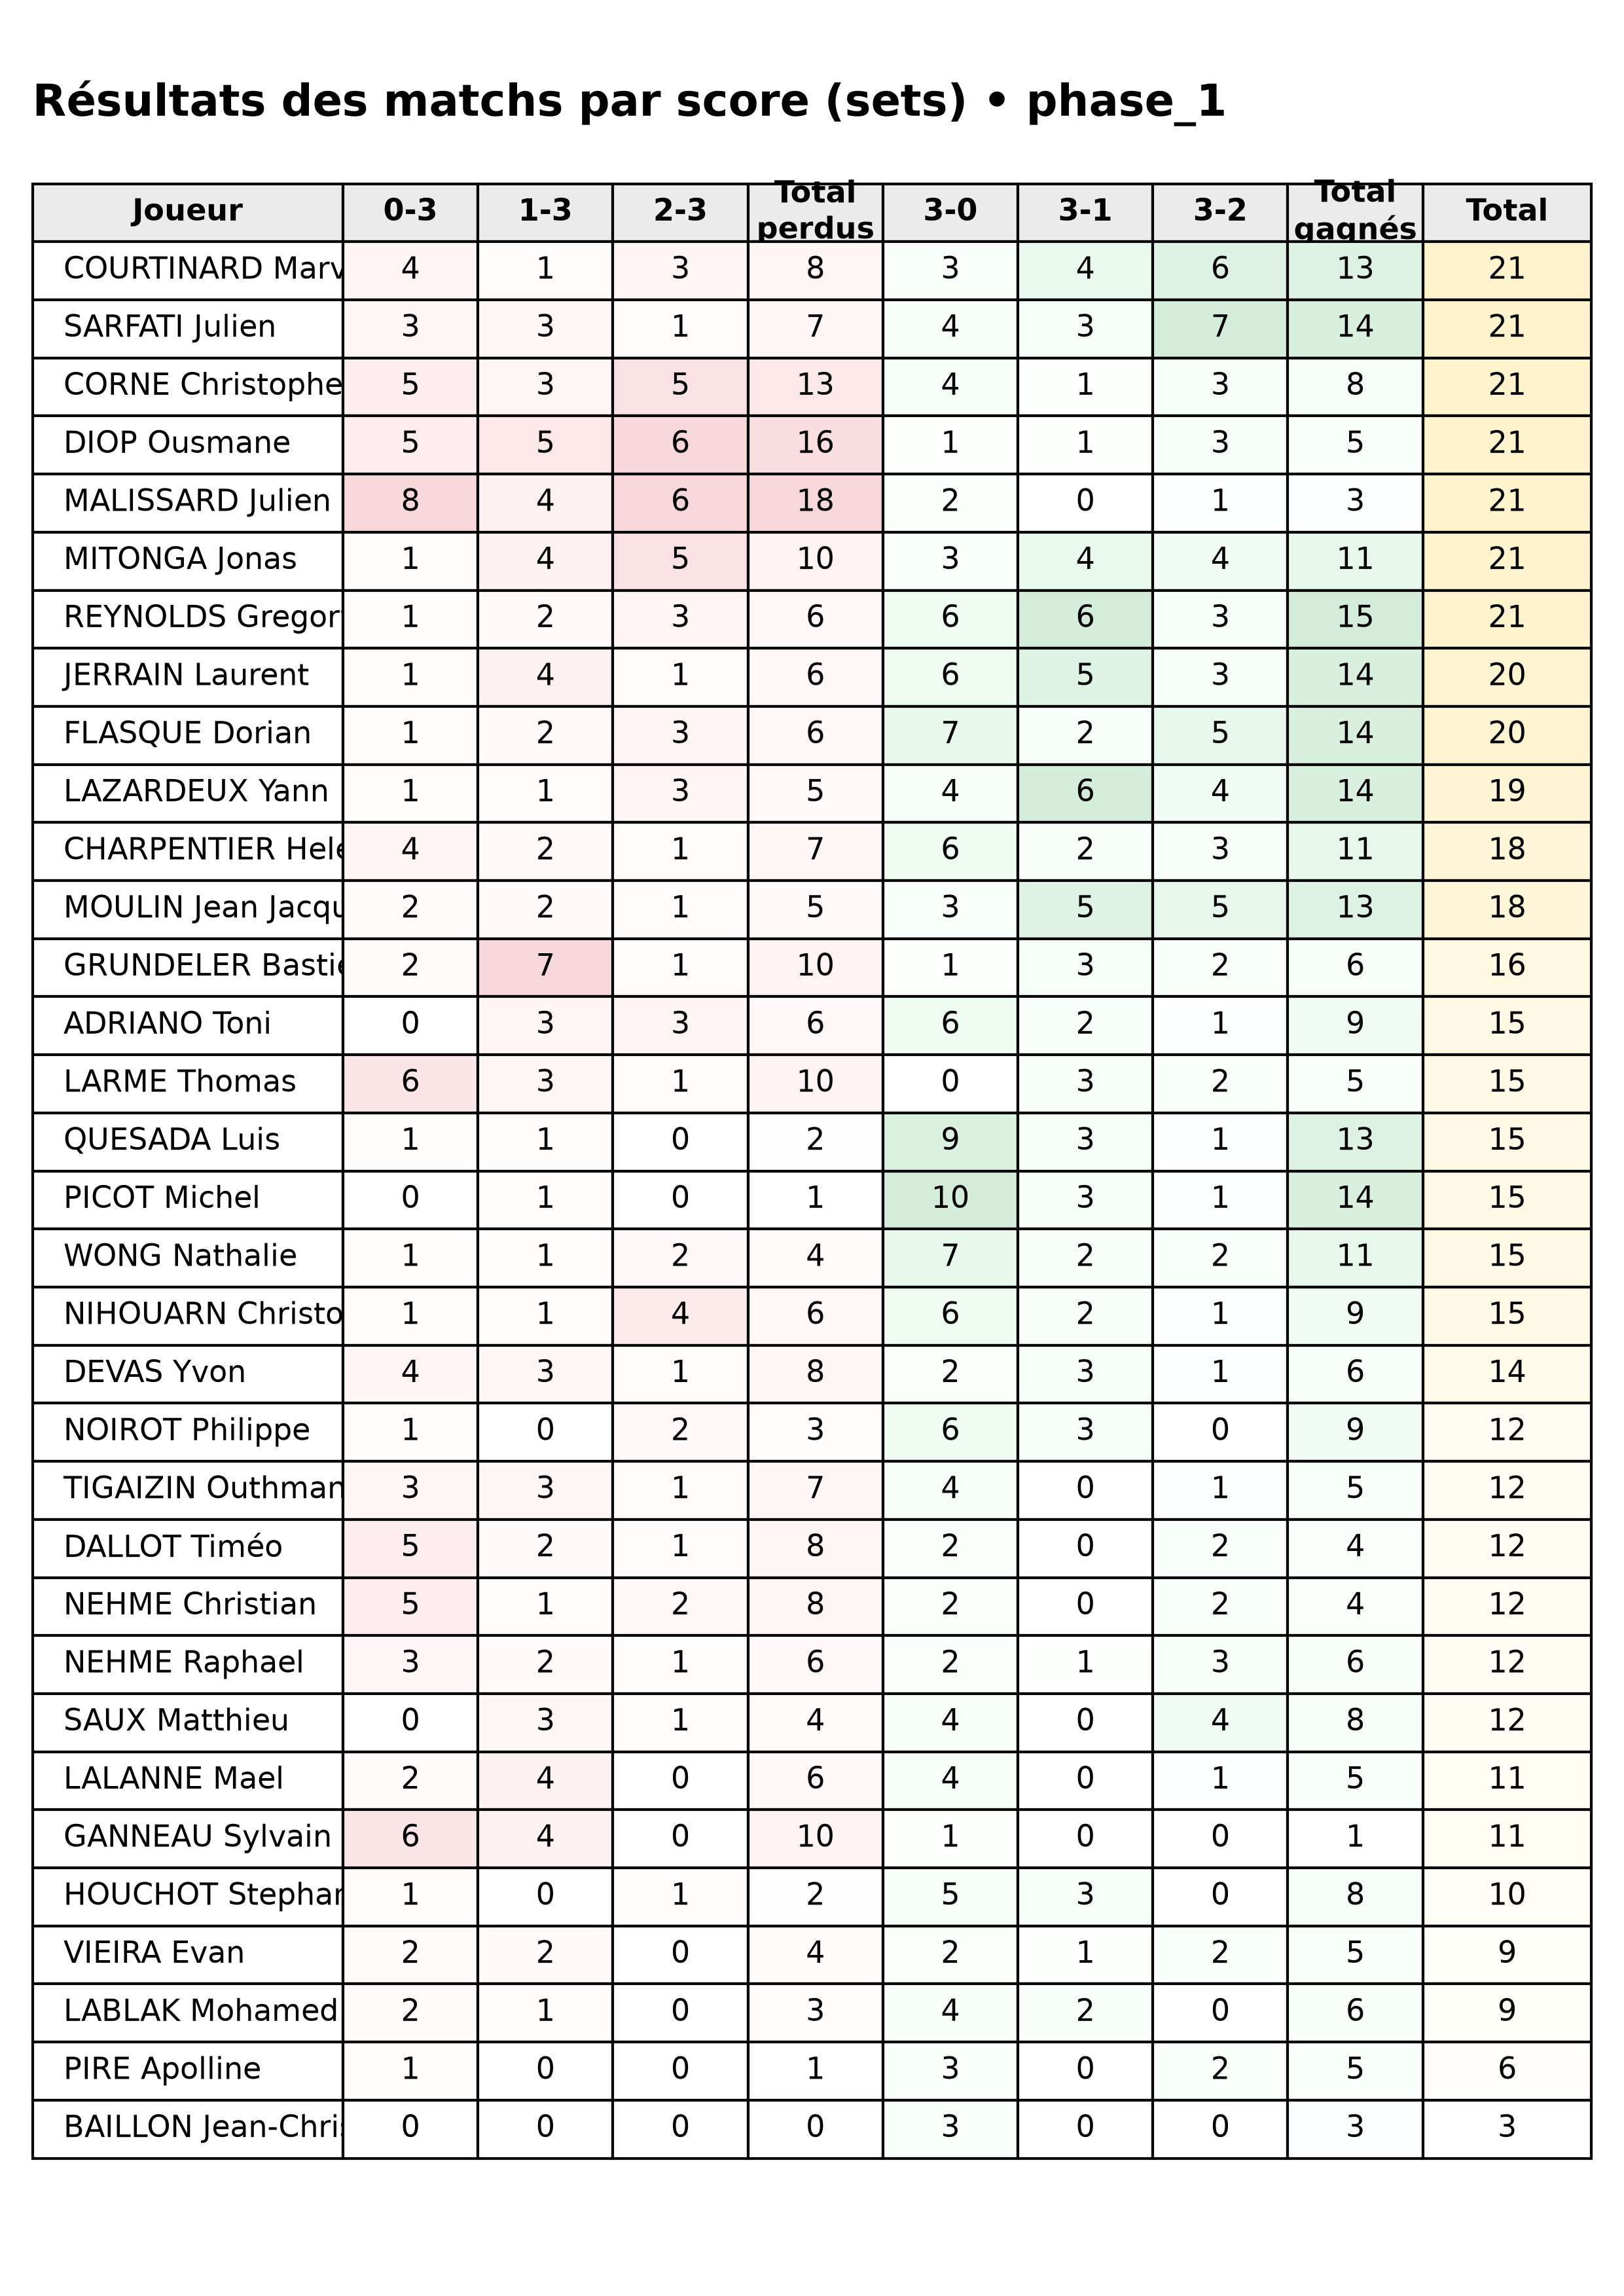 Résultats des matchs par score (sets) • phase_1
Joueur 0-3 1-3 2-3 Total perdus 3-0 3-1 3-2 Total gagnés Total
COURTINARD Marv 4 1 3 8 3 4 6 13 21
SARFATI Julien 3 3 1 7 4 3 7 14 21
CORNE Christophe 5 3 5 13 4 1 3 8 21
DIOP Ousmane 5 5 6 16 1 1 3 5 21
MALISSARD Julien 8 4 6 18 2 0 1 3 21
MITONGA Jonas 1 4 5 10 3 4 4 11 21
REYNOLDS Gregor 1 2 3 6 6 6 3 15 21
JERRAIN Laurent 1 4 1 6 6 5 3 14 20
FLASQUE Dorian 1 2 3 6 7 2 5 14 20
LAZARDEUX Yann 1 1 3 5 4 6 4 14 19
CHARPENTIER Hele 4 2 1 7 6 2 3 11 18
MOULIN Jean Jacqu 2 2 1 5 3 5 5 13 18
GRUNDELER Bastie 2 7 1 10 1 3 2 6 16
ADRIANO Toni 0 3 3 6 6 2 1 9 15
LARME Thomas 6 3 1 10 0 3 2 5 15
QUESADA Luis 1 1 0 2 9 3 1 13 15
PICOT Michel 0 1 0 1 10 3 1 14 15
WONG Nathalie 1 1 2 4 7 2 2 11 15
NIHOUARN Christo 1 1 4 6 6 2 1 9 15
DEVAS Yvon 4 3 1 8 2 3 1 6 14
NOIROT Philippe 1 0 2 3 6 3 0 9 12
TIGAIZIN Outhman 3 3 1 7 4 0 1 5 12
DALLOT Timéo 5 2 1 8 2 0 2 4 12
NEHME Christian 5 1 2 8 2 0 2 4 12
NEHME Raphael 3 2 1 6 2 1 3 6 12
SAUX Matthieu 0 3 1 4 4 0 4 8 12
LALANNE Mael 2 4 0 6 4 0 1 5 11
GANNEAU Sylvain 6 4 0 10 1 0 0 1 11
HOUCHOT Stephan 1 0 1 2 5 3 0 8 10
VIEIRA Evan 2 2 0 4 2 1 2 5 9
LABLAK Mohamed 2 1 0 3 4 2 0 6 9
PIRE Apolline 1 0 0 1 3 0 2 5 6
BAILLON Jean-Chris 0 0 0 0 3 0 0 3 3